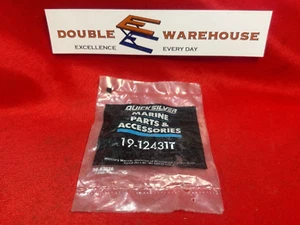 DOUBLE WAREHOUSE
EXCELLENCE EVERY DAY
QUICKSILVER
MARINE
PARTS &
ACCESSORIES
19-12431T